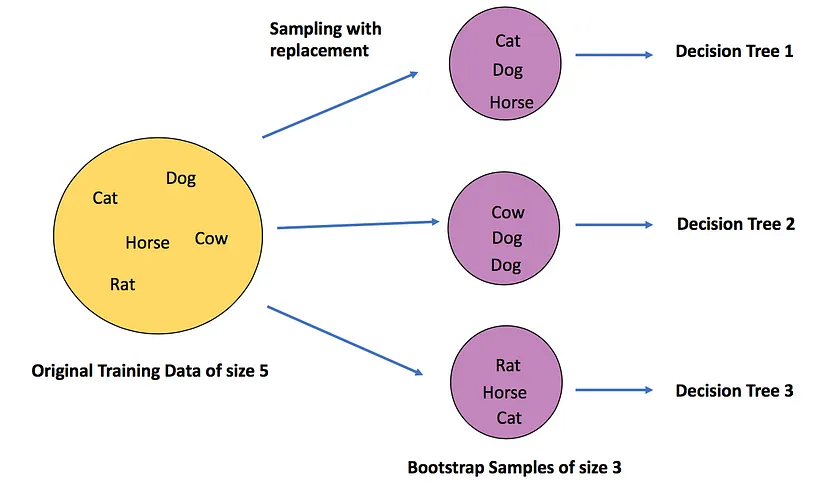 Sampling with
replacement
Cat
Dog
Horse
Decision Tree 1
Dog
Cat
Horse
Cow
Rat
Original Training Data of size 5
Cow
Dog
Dog
Decision Tree 2
Rat
Horse
Cat
Decision Tree 3
Bootstrap Samples of size 3